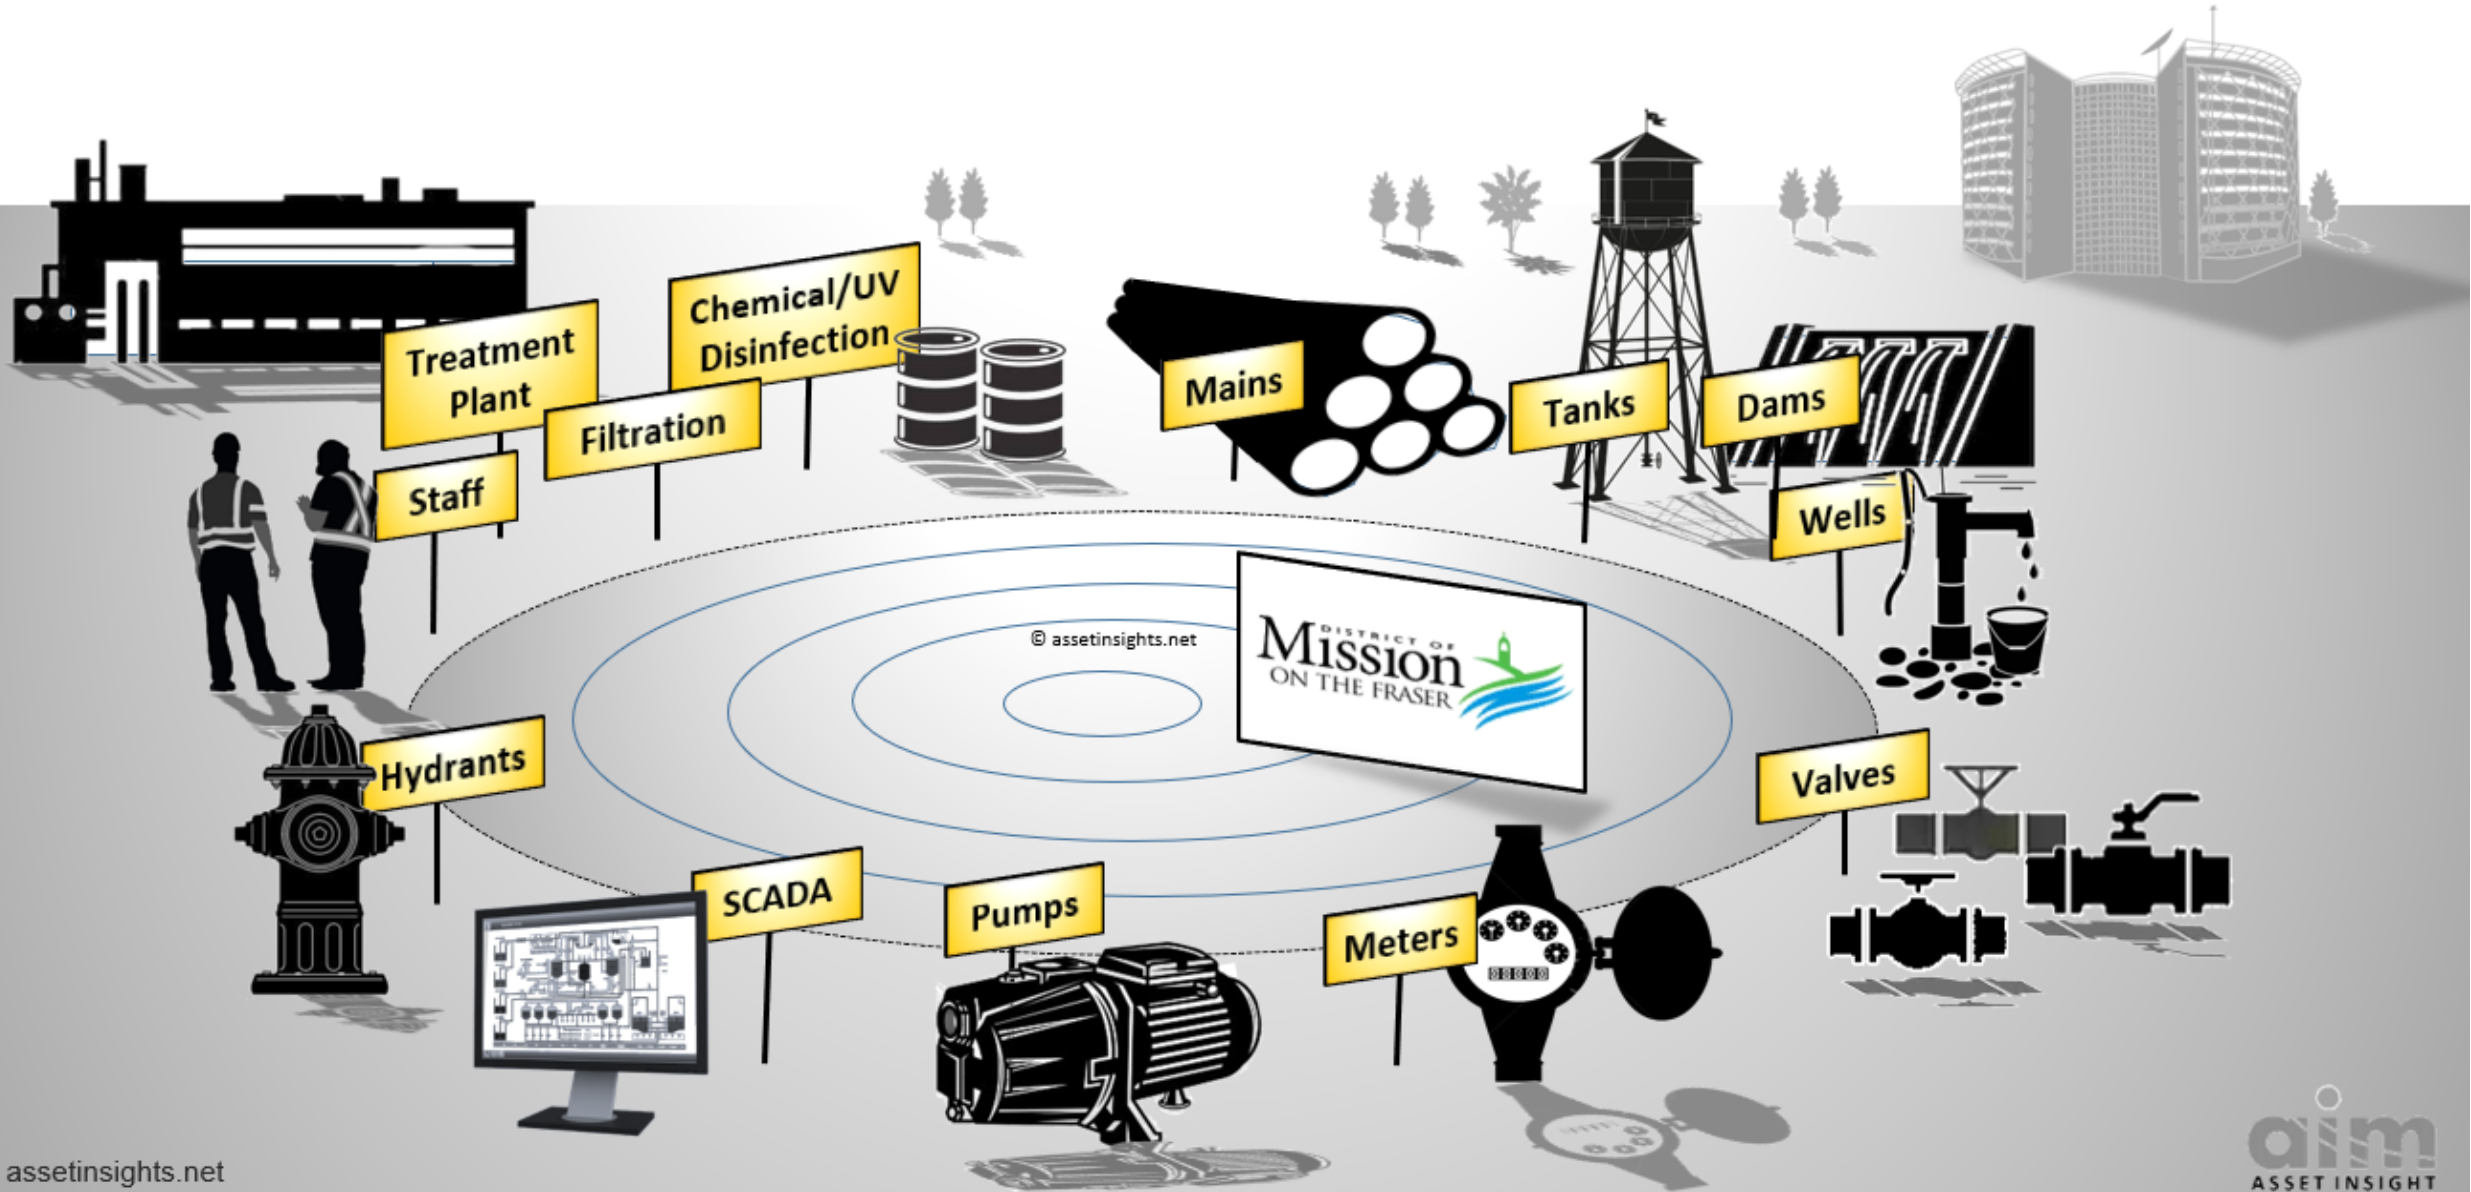 Chemical/UV
Disinfection
Treatment
Plant
Filtration
Staff
Mains
Tanks
Dams
Wells
© assetinsights.net
DISTRICT OF
Mission
ON THE FRASER
Hydrants
Valves
SCADA
Pumps
Meters
assetinsights.net
aim
ASSET INSIGHT